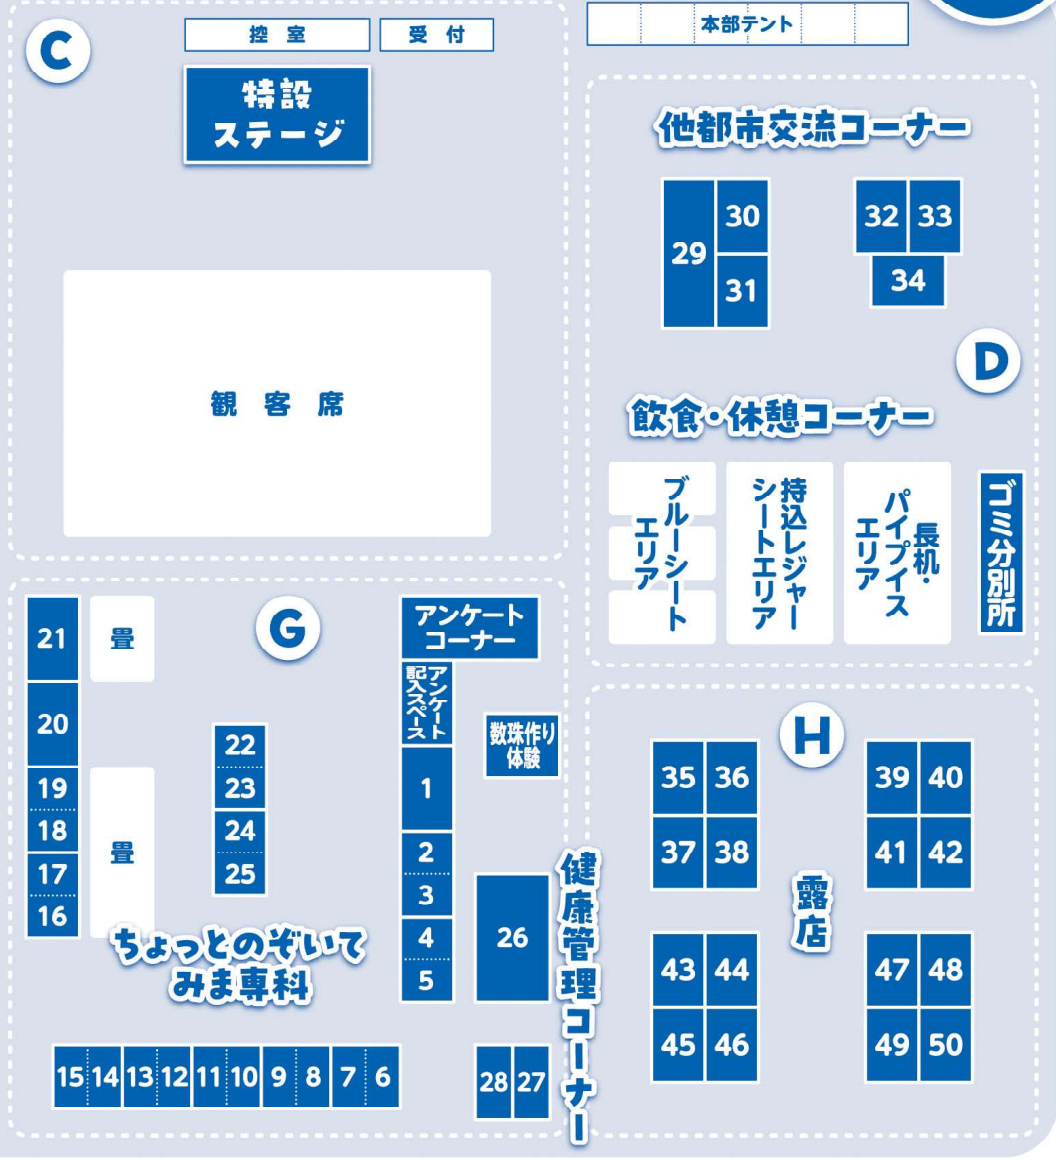 C
控室
受付
特設
ステージ
観客席
本部テント
他都市交流コーナー
29
30
31
32
33
34
D
飲食・休憩コーナー
ブルーシート
エリア
持込レジャー
シートエリア
長机・
パイプイス
エリア
ゴミ分別所
G
21
20
19
18
17
16
畳
畳
22
23
24
25
アンケート
コーナー
アンケート
記入スペース
1
2
3
4
5
数珠作り
体験
26
ちょっとのぞいて
みま専科
15 14 13 12 11 10 9 8 7 6
28 27
健康管理コーナー
H
35 36
37 38
39 40
41 42
露店
43 44
45 46
47 48
49 50